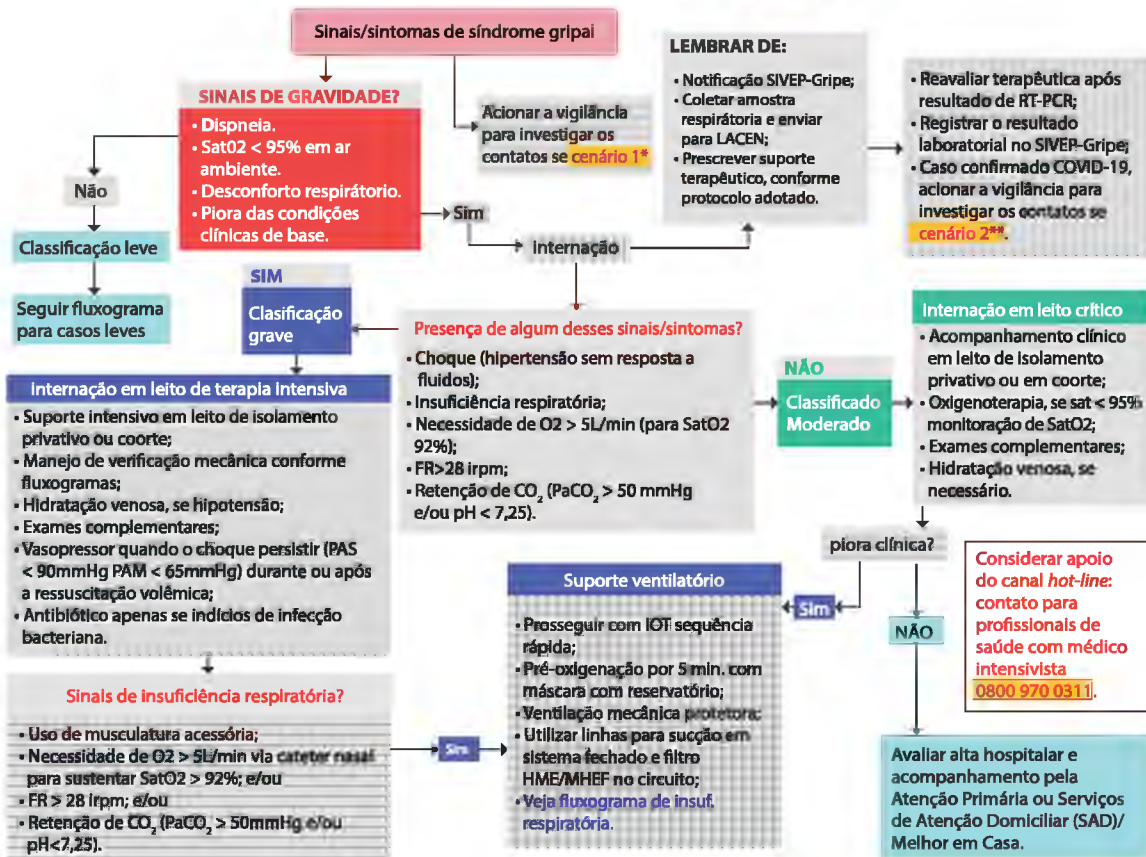 Sinais/sintomas de síndrome gripal
SINAIS DE GRAVIDADE?
• Dispneia.
• Sat02 < 95% em ar
ambiente.
• Desconforto respirátorio.
• Piora das condições
clínicas de base.
Acionar a vigilância
para investigar os
contatos se cenário 1*
LEMBRAR DE:
• Notificação SIVEP-Gripe;
• Coletar amostra
respirátoria e enviar
para LACEN;
• Prescrever suporte
terapêutico, conforme
protocolo adotado.
• Reavaliar terapêutica após
resultado de RT-PCR;
• Registrar o resultado
laboratorial no SIVEP-Gripe;
• Caso confirmado COVID-19,
acionar a vigilância para
investigar os contatos se
cenário 2**.
Não
Sim
Internação
Classificação leve
Seguir fluxograma
para casos leves
SIM
Clasificação
grave
Presença de algum desses sinais/sintomas?
• Choque (hipertensão sem resposta a
fluidos);
• Insuficiência respiratória;
• Necessidade de O2 > 5L/min (para SatO2
92%);
• FR>28 irpm;
• Retenção de CO2 (PaCO2 > 50 mmHg
e/ou pH < 7,25).
NÃO
Classificado
Moderado
Internação em leito crítico
• Acompanhamento clínico
em leito de isolamento
privativo ou em coorte;
• Oxigenoterapia, se sat < 95%
monitoração de SatO2;
• Exames complementares;
• Hidratação venosa, se
necessário.
Internação em leito de terapia intensiva
• Suporte intensivo em leito de isolamento
privativo ou coorte;
• Manejo de verificação mecânica conforme
fluxogramas;
• Hidratação venosa, se hipotensão;
• Exames complementares;
• Vasopressor quando o choque persistir (PAS
< 90mmHg PAM < 65mmHg) durante ou após
a ressuscitação volêmica;
• Antibiótico apenas se indícios de infecção
bacteriana.
piora clínica?
Sim
NÃO
Considerar apoio
do canal hot-line:
contato para
profissionais de
saúde com médico
intensivista
0800 970 0311.
Suporte ventilatório
• Prosseguir com IOT sequência
rápida;
• Pré-oxigenação por 5 min. com
máscara com reservatório;
• Ventilação mecânica protetora;
• Utilizar linhas para sucção em
sistema fechado e filtro
HME/MHEF no circuito;
• Veja fluxograma de insuf.
respiratória.
Sinais de insuficiência respiratória?
• Uso de musculatura acessória;
• Necessidade de O2 > 5L/min via cateter nasal
para sustentar SatO2 > 92%; e/ou
• FR > 28 irpm; e/ou
• Retenção de CO2 (PaCO2 > 50mmHg e/ou
pH<7,25).
Sim
Avaliar alta hospitalar e
acompanhamento pela
Atenção Primária ou Serviços
de Atenção Domiciliar (SAD)/
Melhor em Casa.